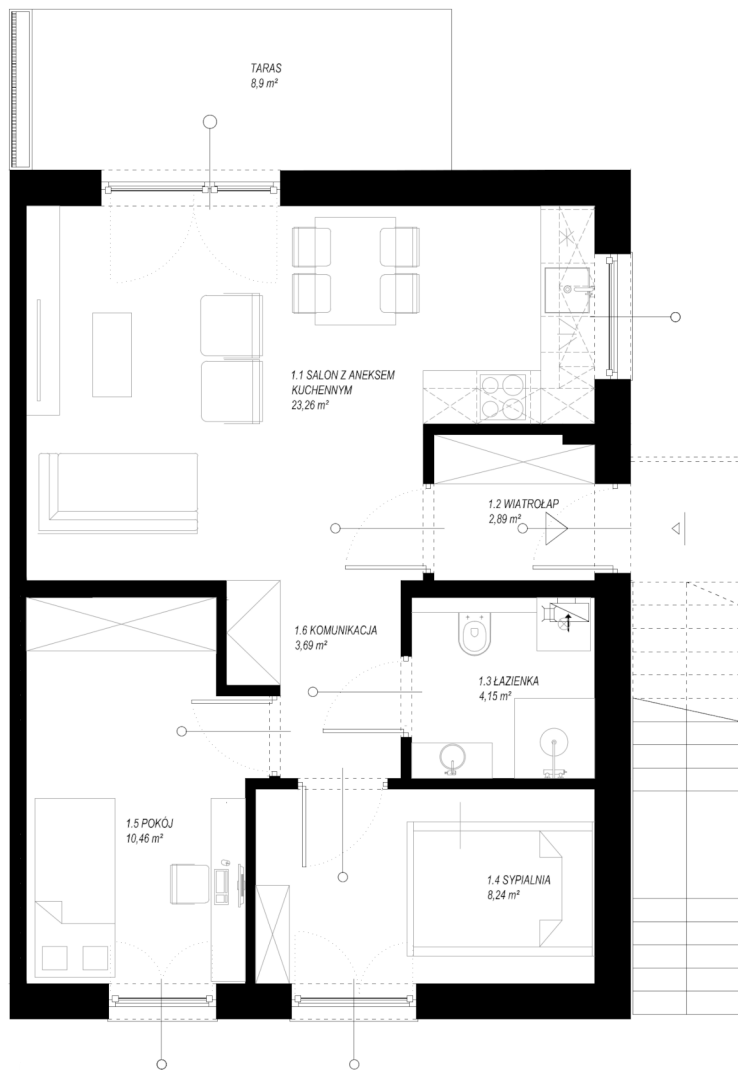 TARAS
8,9 m²
1.1 SALON Z ANEKSEM
KUCHENNYM
23,26 m²
1.2 WIATROŁAP
2,89 m²
1.6 KOMUNIKACJA
3,69 m²
1.3 ŁAZIENKA
4,15 m²
1.5 POKÓJ
10,46 m²
1.4 SYPIALNIA
8,24 m²